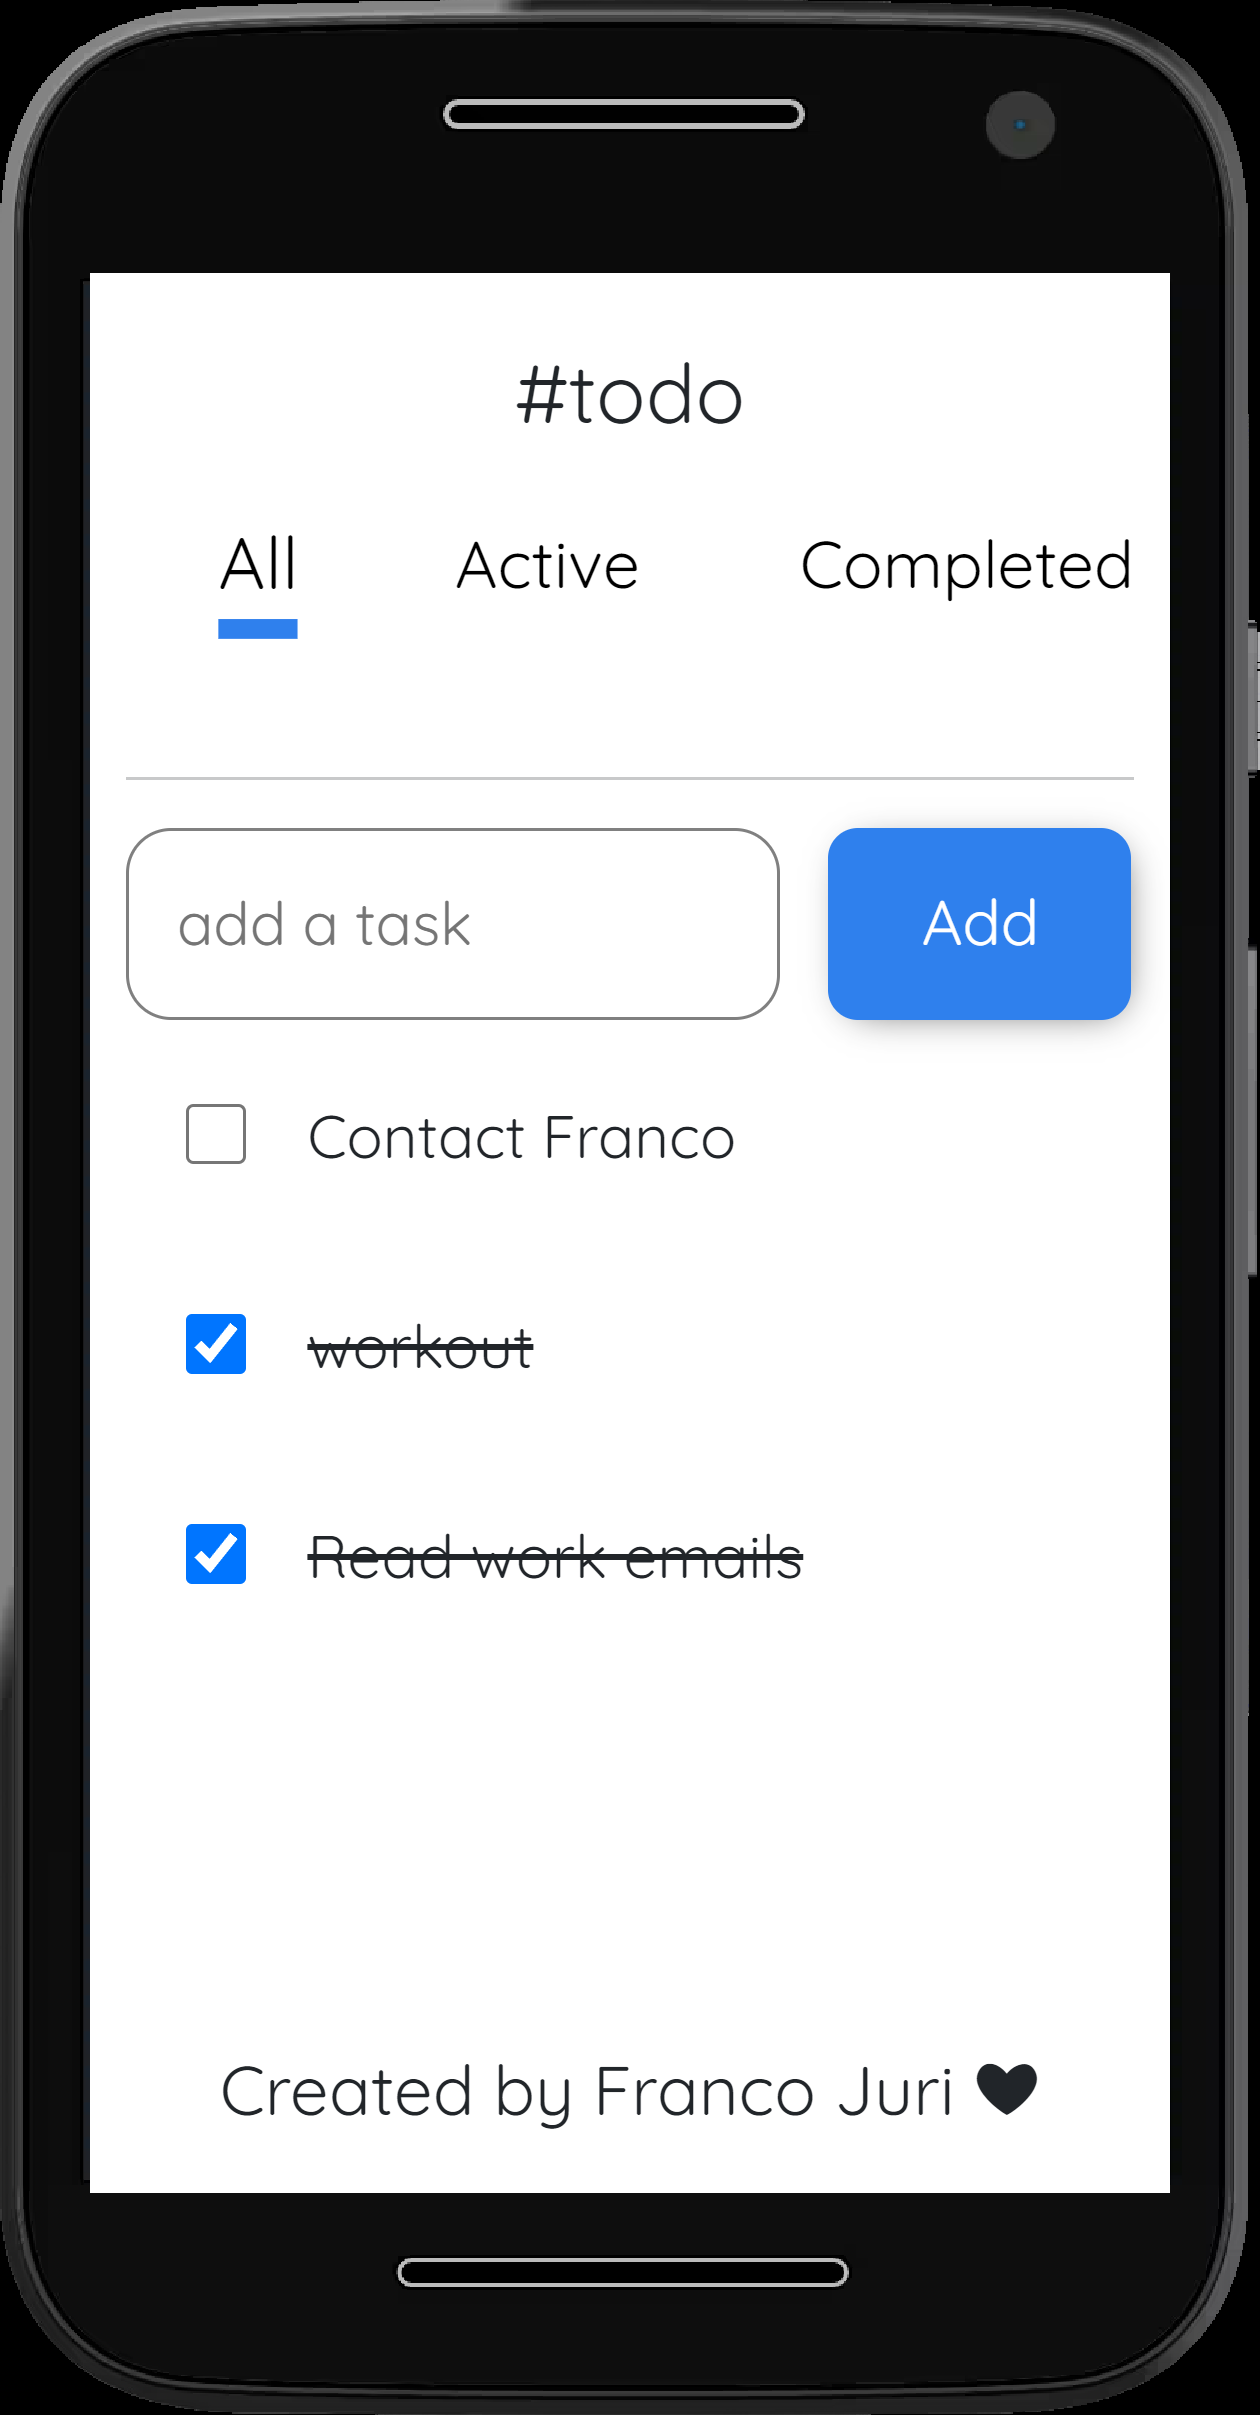 #todo
All Active Completed
add a task Add
Contact Franco
workout
Read work emails
Created by Franco Juri 🖤